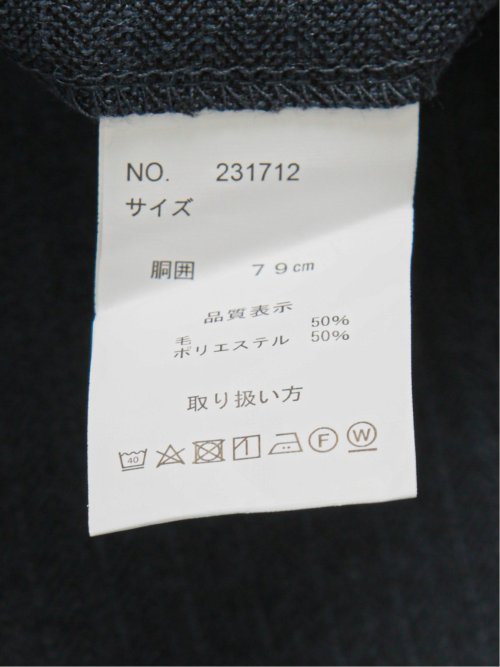 NO. 231712
サイズ
胴囲 79cm
品質表示
毛 50%
ポリエステル 50%
取り扱い方
40 F W